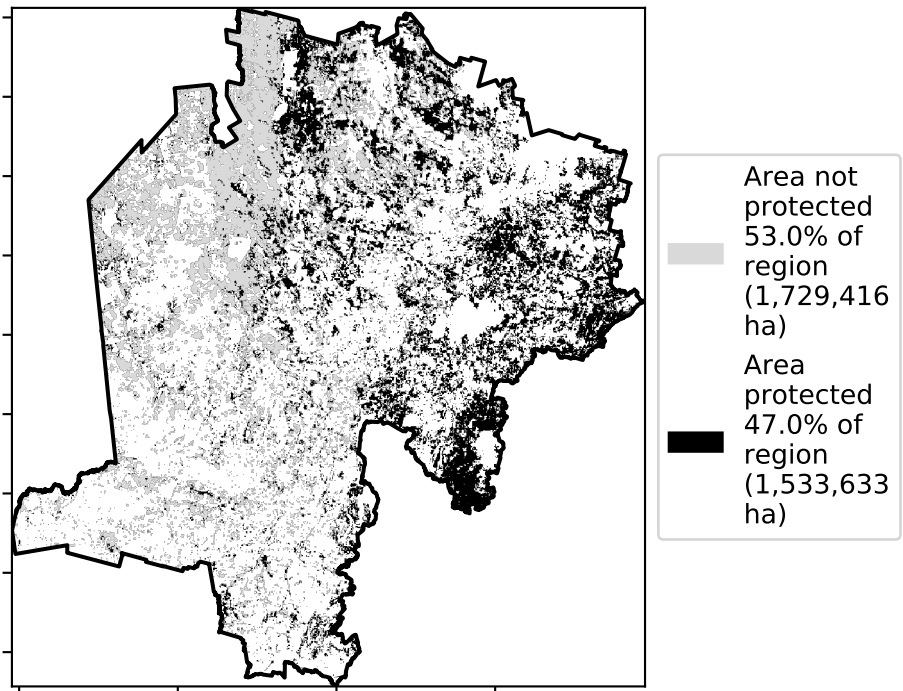 Area not
protected
53.0% of
region
(1,729,416
ha)
Area
protected
47.0% of
region
(1,533,633
ha)